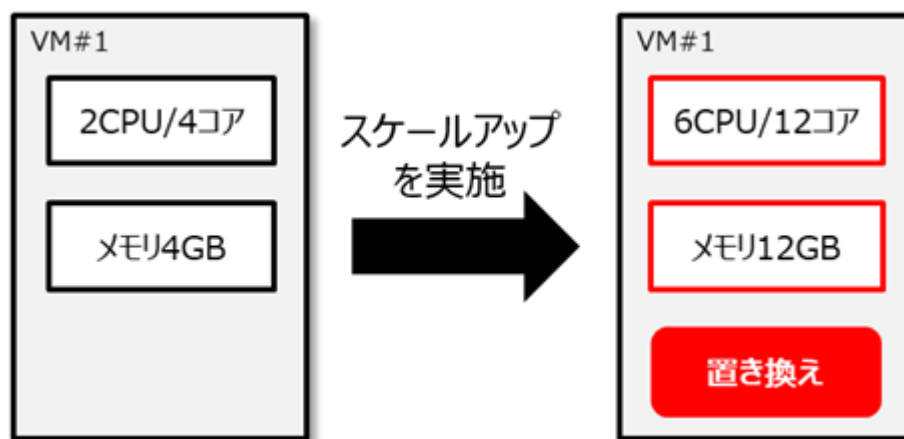 VM#1
2CPU/4コア
メモリ4GB
スケールアップ
を実施
VM#1
6CPU/12コア
メモリ12GB
置き換え